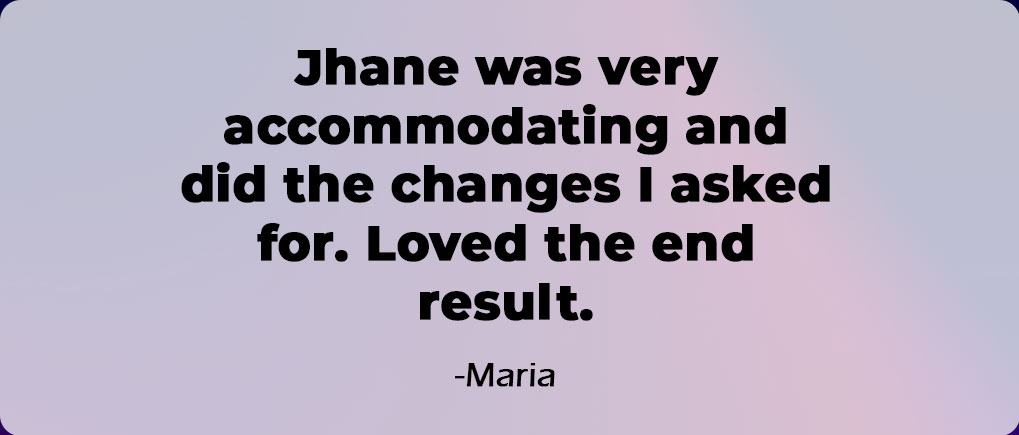 Jhane was very
accommodating and
did the changes I asked
for. Loved the end
result.
-Maria